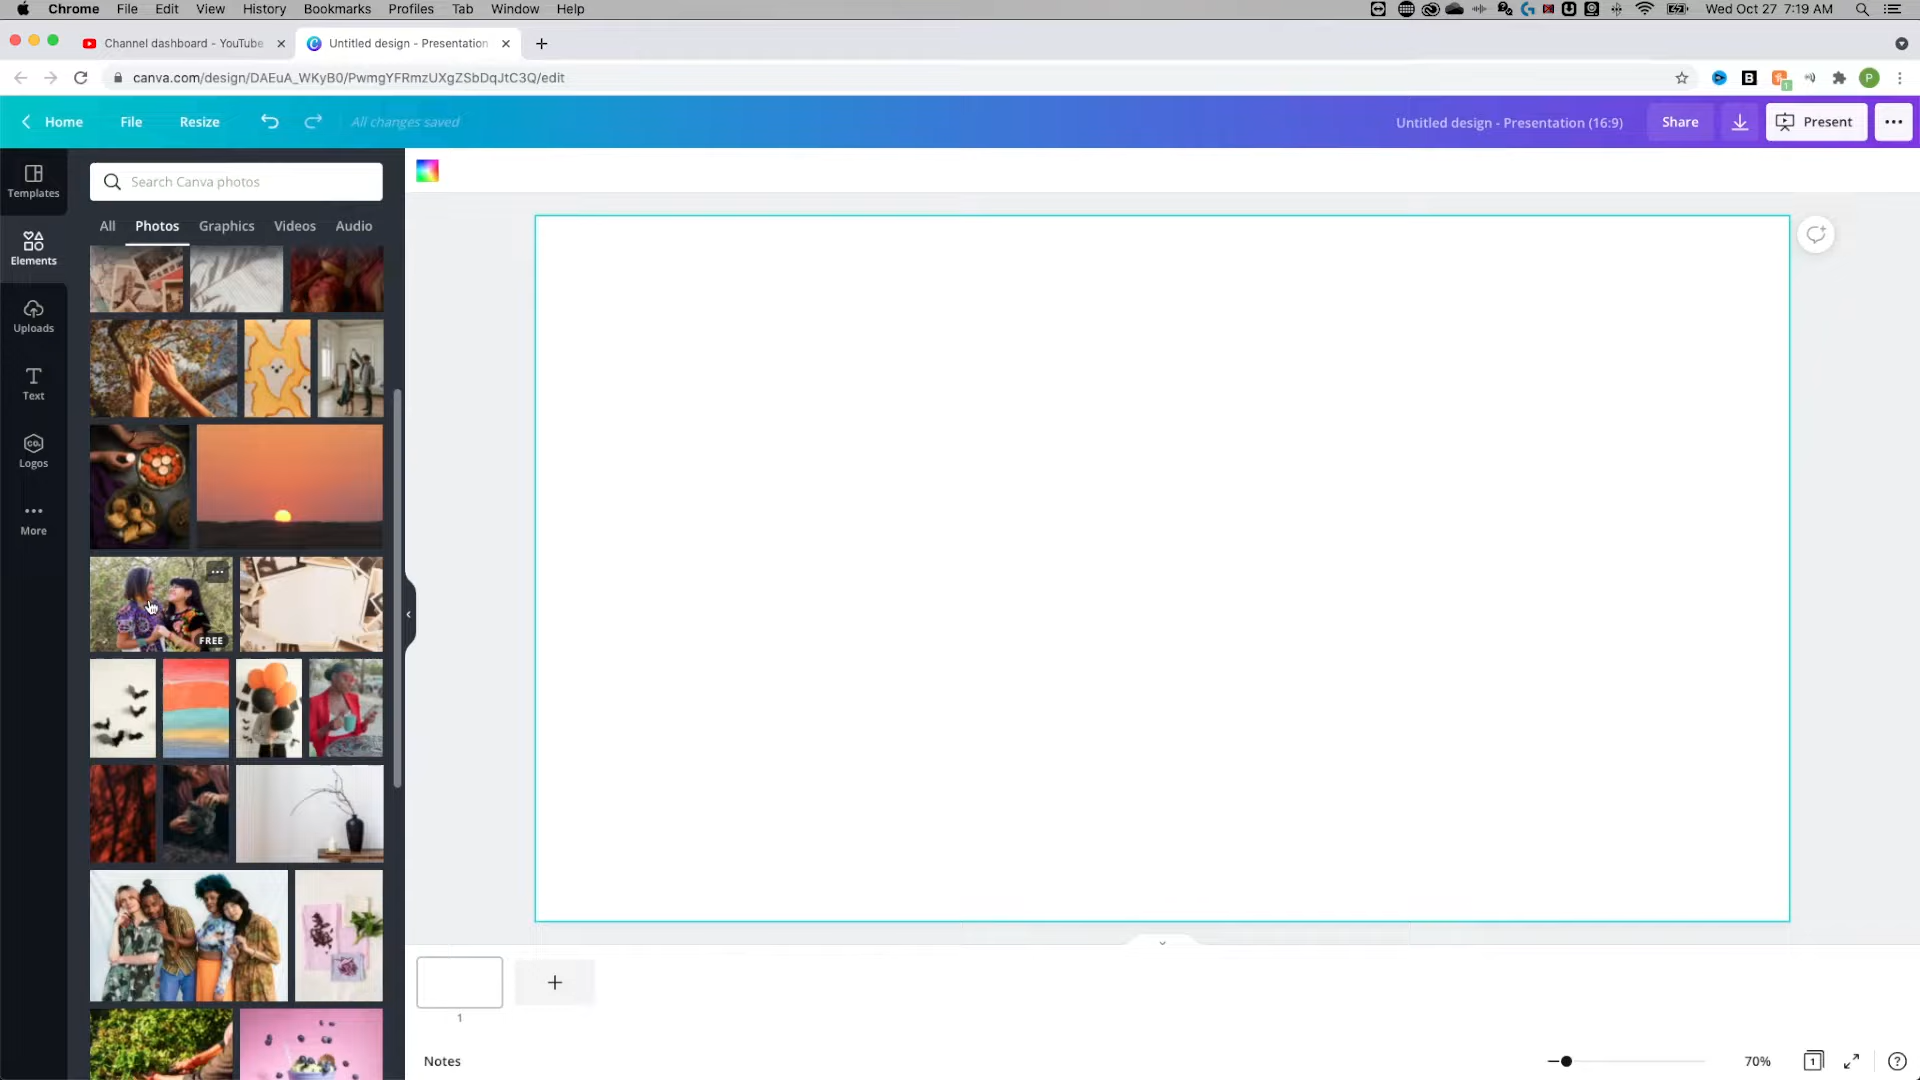 Chrome File Edit View History Bookmarks Profiles Tab Window Help
Wed Oct 27 7:19 AM
Channel dashboard - YouTube
Untitled design - Presentation
canva.com/design/DAEuA_WKyB0/PwmgYFRmzUXgZSbDqJtC3Q/edit
P
Home File Resize All changes saved
Untitled design - Presentation (16:9) Share Present
Templates
Elements
Uploads
Text
CO.
Logos
More
Search Canva photos
All Photos Graphics Videos Audio
FREE
1
Notes
70%
1